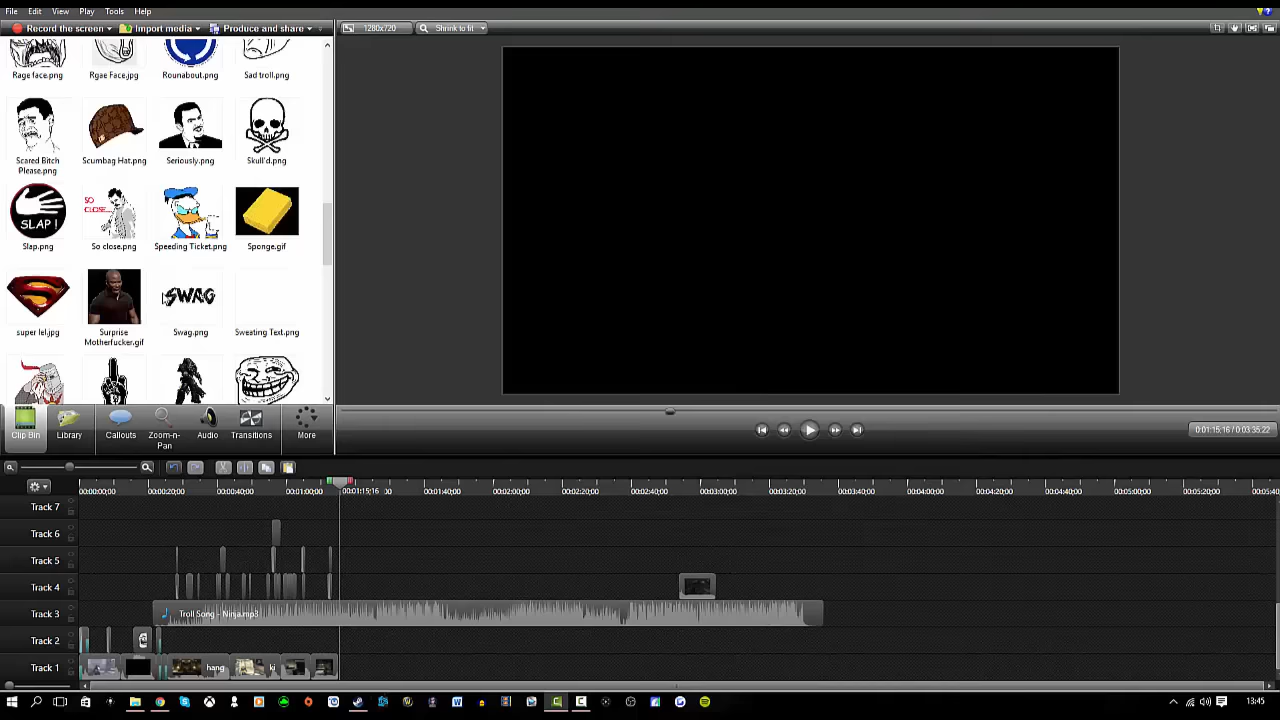 File Edit View Play Tools Help
Record the screen Import media Produce and share
1280x720 Shrink to fit
Rage face.png Rgae Face.jpg Rounabout.png Sad troll.png
Scared Bitch Please.png Scumbag Hat.png Seriously.png Skull'd.png
SLAP! SO CLOSE...
Slap.png So close.png Speeding Ticket.png Sponge.gif
SWAG
super lel.jpg Surprise Motherfucker.gif Swag.png Sweating Text.png
Clip Bin Library Callouts Zoom-n-Pan Audio Transitions More
0:01:15;16 / 0:03:35;22
00:00:00;00 00:00:20;00 00:00:40;00 00:01:00;00 00:01:15;16 00:01:40;00 00:02:00;00 00:02:20;00 00:02:40;00 00:03:00;00 00:03:20;00 00:03:40;00 00:04:00;00 00:04:20;00 00:04:40;00 00:05:00;00 00:05:20;00
Track 7
Track 6
Track 5
Track 4
Track 3 Troll Song - Ninja.mp3
Track 2
Track 1 hang ki
13:45